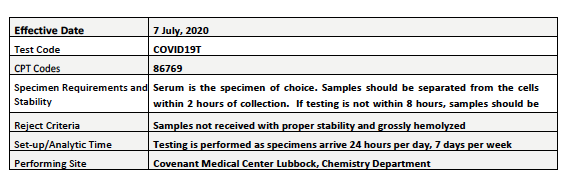 Effective Date 7 July, 2020
Test Code COVID19T
CPT Codes 86769
Specimen Requirements and Serum is the specimen of choice. Samples should be separated from the cells
Stability within 2 hours of collection. If testing is not within 8 hours, samples should be
Reject Criteria Samples not received with proper stability and grossly hemolyzed
Set-up/Analytic Time Testing is performed as specimens arrive 24 hours per day, 7 days per week
Performing Site Covenant Medical Center Lubbock, Chemistry Department